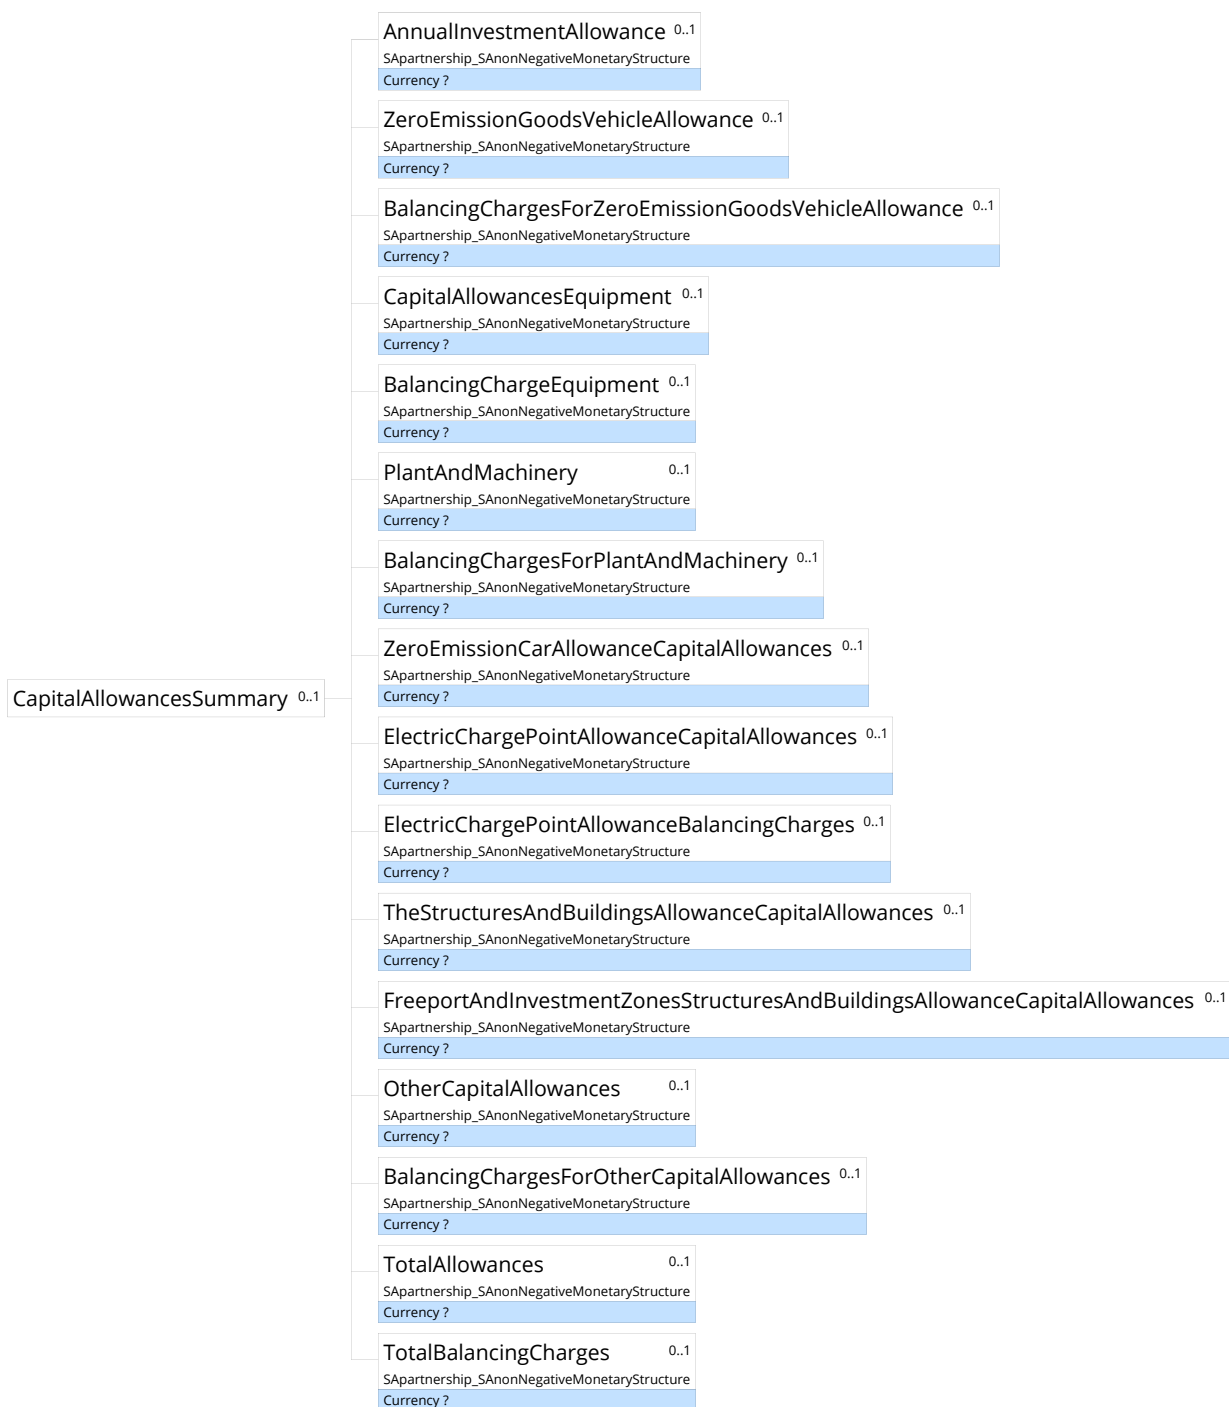 AnnualInvestmentAllowance 0..1
SApartnership_SAnonNegativeMonetaryStructure
Currency ?
ZeroEmissionGoodsVehicleAllowance 0..1
SApartnership_SAnonNegativeMonetaryStructure
Currency ?
BalancingChargesForZeroEmissionGoodsVehicleAllowance 0..1
SApartnership_SAnonNegativeMonetaryStructure
Currency ?
CapitalAllowancesEquipment 0..1
SApartnership_SAnonNegativeMonetaryStructure
Currency ?
BalancingChargeEquipment 0..1
SApartnership_SAnonNegativeMonetaryStructure
Currency ?
PlantAndMachinery 0..1
SApartnership_SAnonNegativeMonetaryStructure
Currency ?
BalancingChargesForPlantAndMachinery 0..1
SApartnership_SAnonNegativeMonetaryStructure
Currency ?
ZeroEmissionCarAllowanceCapitalAllowances 0..1
SApartnership_SAnonNegativeMonetaryStructure
Currency ?
CapitalAllowancesSummary 0..1
ElectricChargePointAllowanceCapitalAllowances 0..1
SApartnership_SAnonNegativeMonetaryStructure
Currency ?
ElectricChargePointAllowanceBalancingCharges 0..1
SApartnership_SAnonNegativeMonetaryStructure
Currency ?
TheStructuresAndBuildingsAllowanceCapitalAllowances 0..1
SApartnership_SAnonNegativeMonetaryStructure
Currency ?
FreeportAndInvestmentZonesStructuresAndBuildingsAllowanceCapitalAllowances 0..1
SApartnership_SAnonNegativeMonetaryStructure
Currency ?
OtherCapitalAllowances 0..1
SApartnership_SAnonNegativeMonetaryStructure
Currency ?
BalancingChargesForOtherCapitalAllowances 0..1
SApartnership_SAnonNegativeMonetaryStructure
Currency ?
TotalAllowances 0..1
SApartnership_SAnonNegativeMonetaryStructure
Currency ?
TotalBalancingCharges 0..1
SApartnership_SAnonNegativeMonetaryStructure
Currency ?